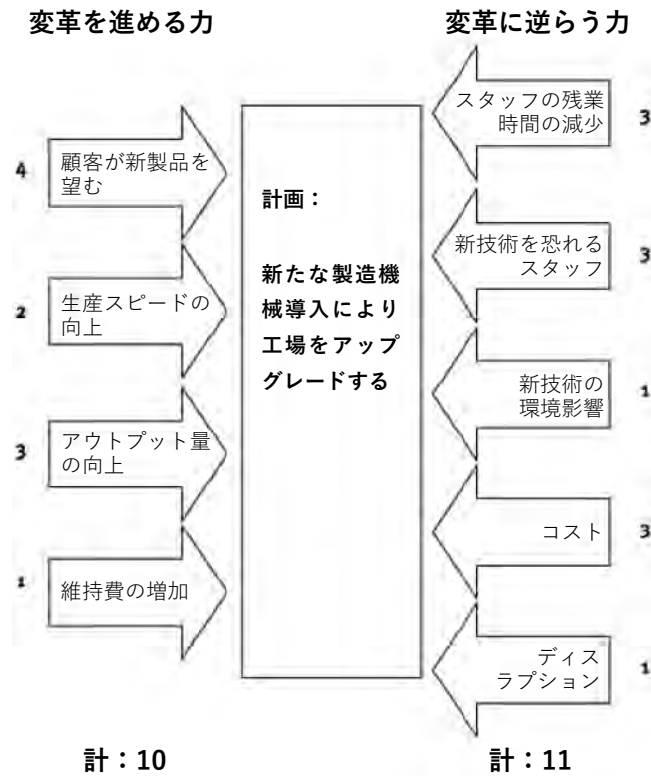 変革を進める力
変革に逆らう力
4
顧客が新製品を
望む
2
生産スピードの
向上
3
アウトプット量
の向上
1
維持費の増加
計画：
新たな製造機
械導入により
工場をアップ
グレードする
スタッフの残業
時間の減少
3
新技術を恐れる
スタッフ
3
新技術の
環境影響
1
コスト
3
ディス
ラプション
1
計：10
計：11